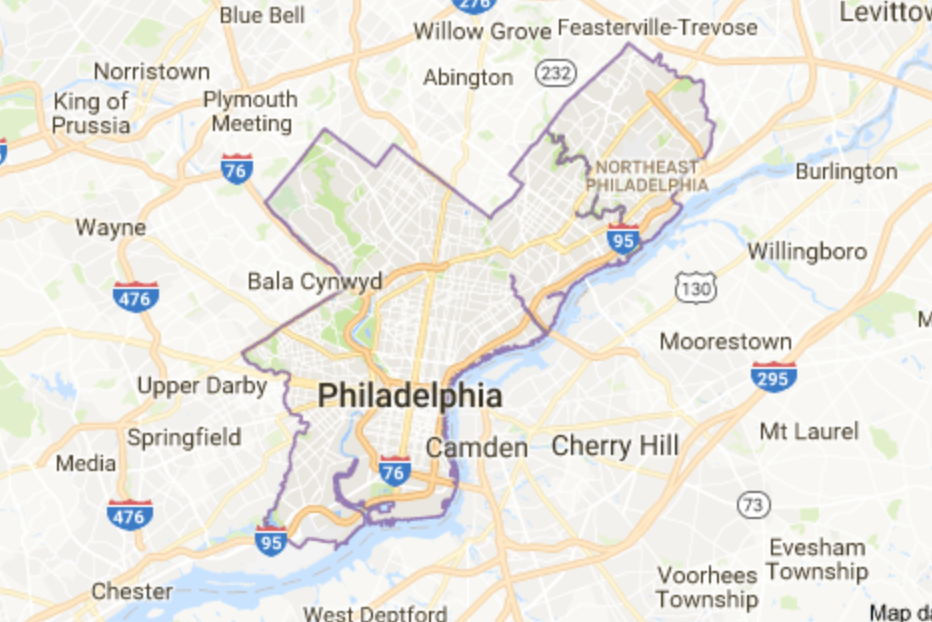 276
Blue Bell
Levittow
Willow Grove
Feasterville-Trevose
Norristown
Abington
232
King of
Prussia
Plymouth
Meeting
76
NORTHEAST
PHILADELPHIA
Burlington
Wayne
95
Willingboro
Bala Cynwyd
476
130
M
Moorestown
295
Upper Darby
Philadelphia
Springfield
Camden
Cherry Hill
Mt Laurel
Media
76
476
73
95
Evesham
Township
Chester
Voorhees
Township
West Deptford
Map da